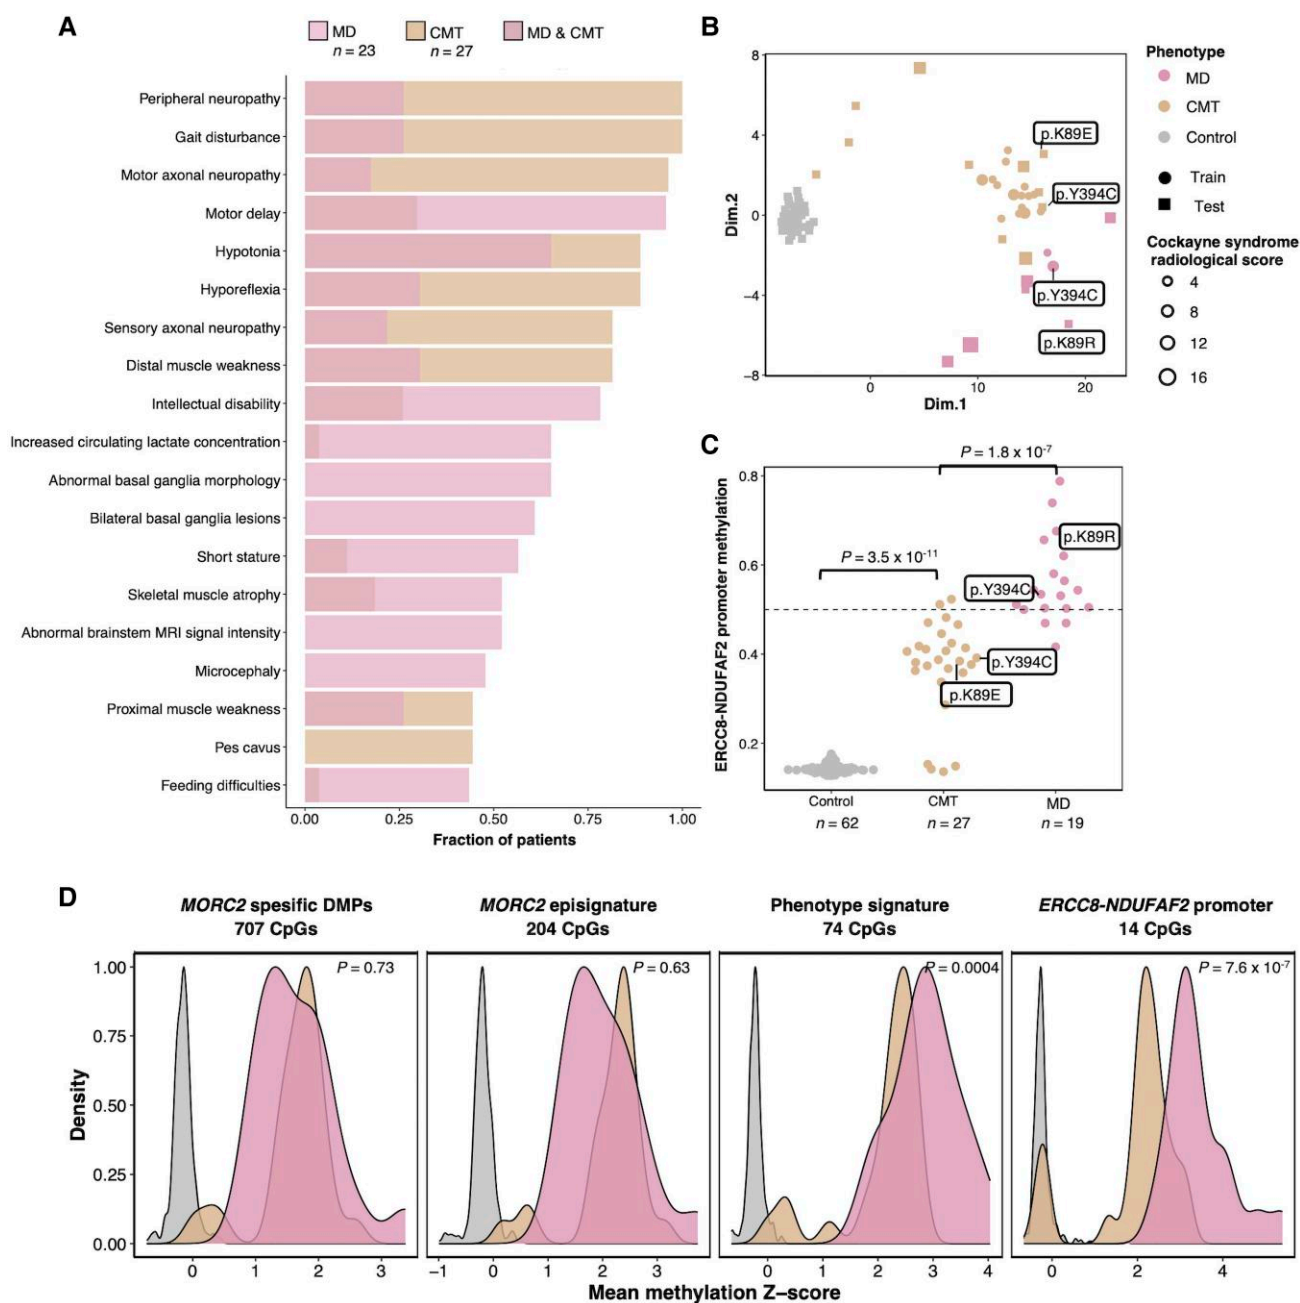 A
MD
n = 23
CMT
n = 27
MD & CMT
Peripheral neuropathy
Gait disturbance
Motor axonal neuropathy
Motor delay
Hypotonia
Hyporeflexia
Sensory axonal neuropathy
Distal muscle weakness
Intellectual disability
Increased circulating lactate concentration
Abnormal basal ganglia morphology
Bilateral basal ganglia lesions
Short stature
Skeletal muscle atrophy
Abnormal brainstem MRI signal intensity
Microcephaly
Proximal muscle weakness
Pes cavus
Feeding difficulties
0.00 0.25 0.50 0.75 1.00
Fraction of patients
B
8
4
0
−4
−8
Dim.2
p.K89E
p.Y394C
p.Y394C
p.K89R
0 10 20
Dim.1
Phenotype
MD
CMT
Control
Train
Test
Cockayne syndrome
radiological score
4
8
12
16
C
P = 1.8 x 10-7
P = 3.5 x 10-11
0.8
0.6
0.4
0.2
ERCC8-NDUFAF2 promoter methylation
p.K89R
p.Y394C
p.Y394C
p.K89E
Control CMT MD
n = 62 n = 27 n = 19
D
MORC2 spesific DMPs
707 CpGs
MORC2 episignature
204 CpGs
Phenotype signature
74 CpGs
ERCC8-NDUFAF2 promoter
14 CpGs
P = 0.73
P = 0.63
P = 0.0004
P = 7.6 x 10-7
1.00
0.75
0.50
0.25
0.00
Density
0 1 2 3
−1 0 1 2 3
0 1 2 3 4
0 2 4
Mean methylation Z−score